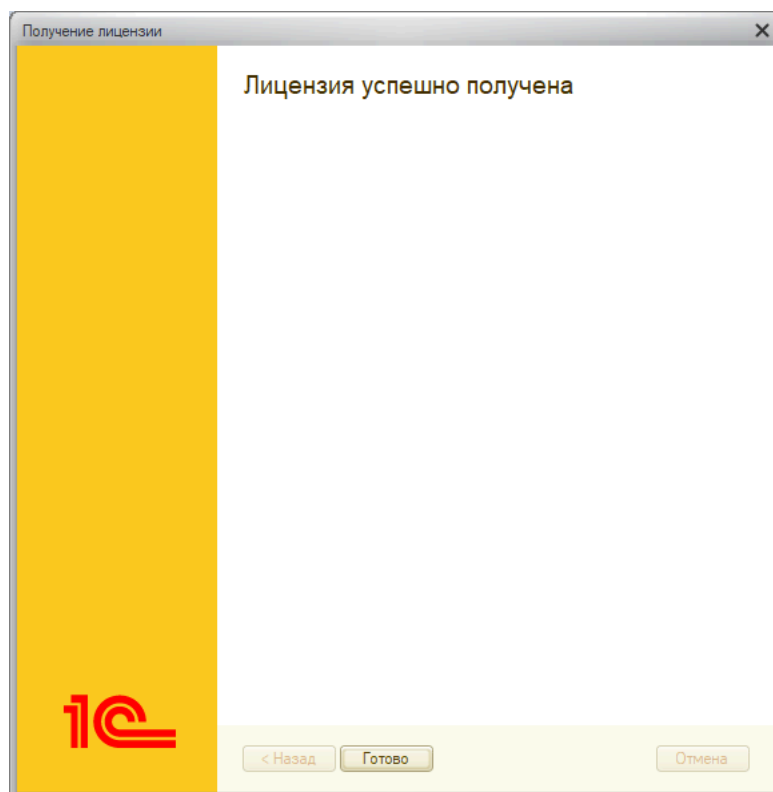 Получение лицензии
Лицензия успешно получена
1С
< Назад Готово Отмена